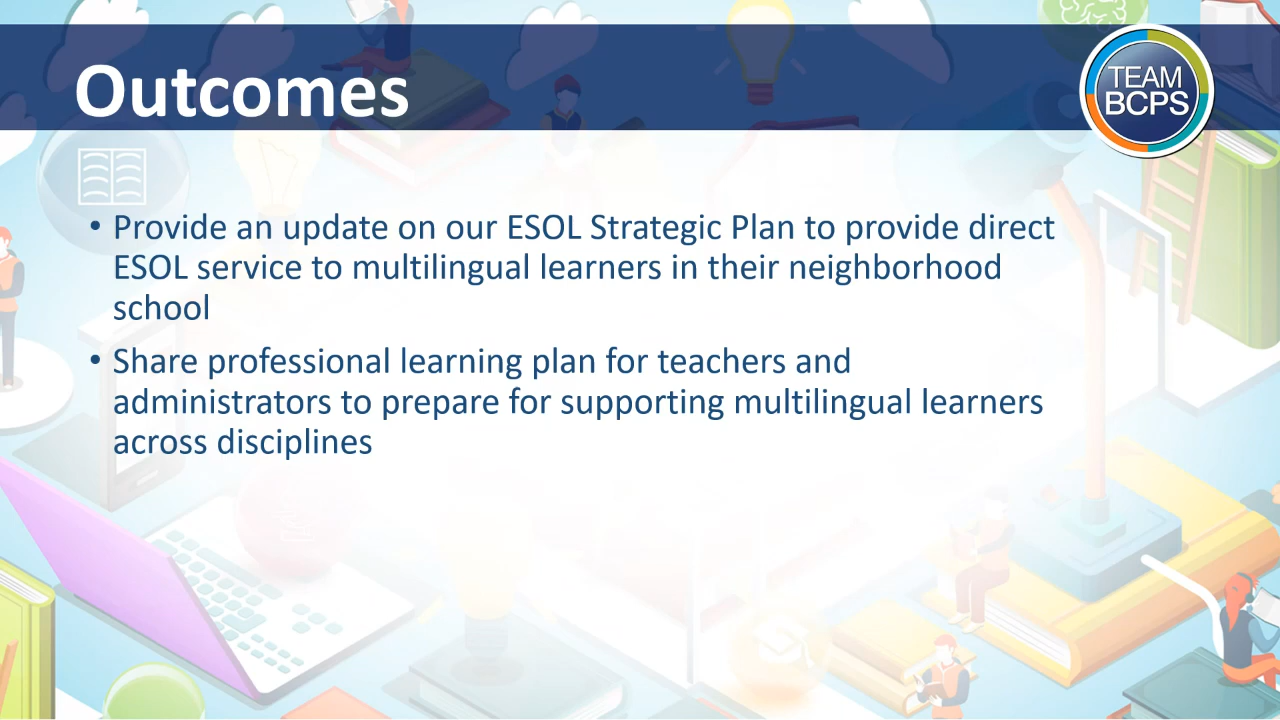 Outcomes
TEAM
BCPS
• Provide an update on our ESOL Strategic Plan to provide direct
ESOL service to multilingual learners in their neighborhood
school
• Share professional learning plan for teachers and
administrators to prepare for supporting multilingual learners
across disciplines